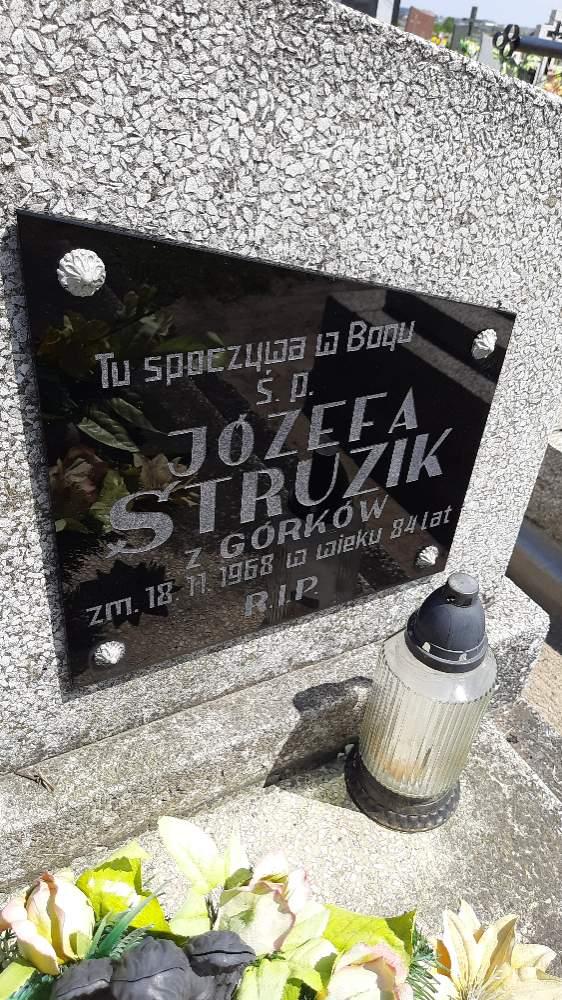 Tu spoczywa w Bogu
ś. p.
JÓZEFA
STRUZIK
z GÓRKÓW
zm. 18. 11. 1968 w wieku 84 lat
R.I.P.